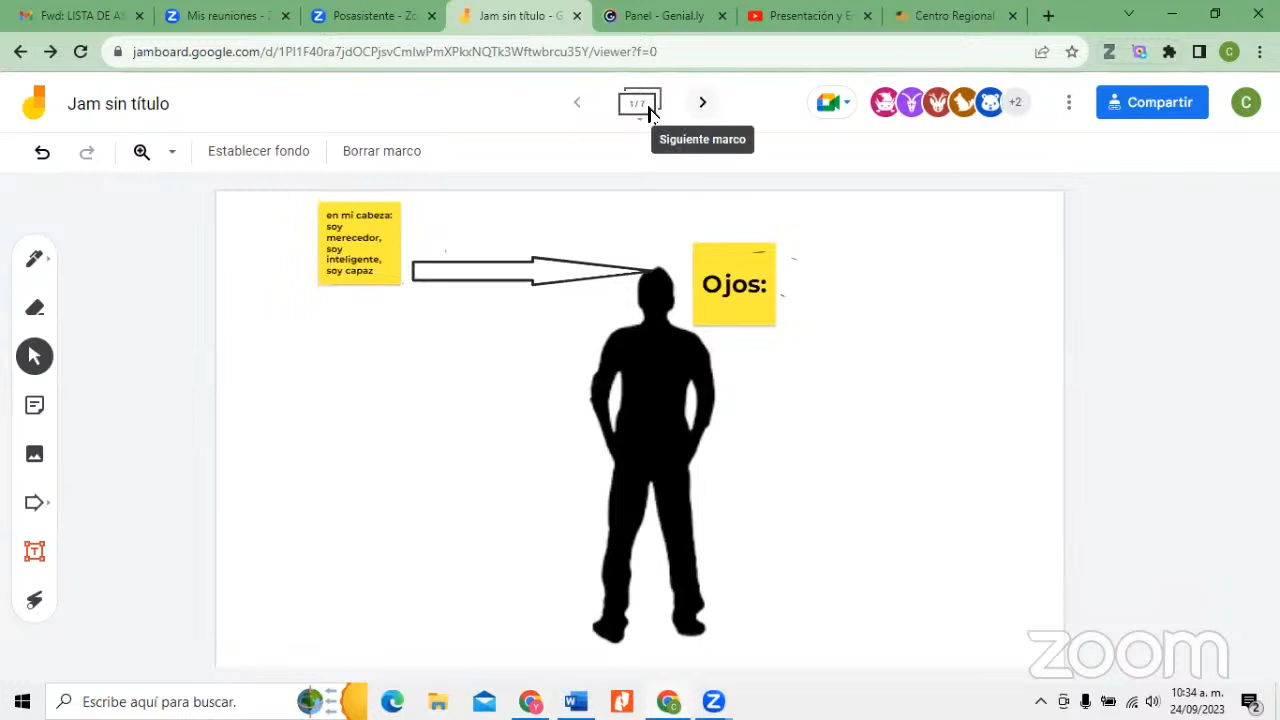 Fwd: LISTA DE AS
Mis reuniones - Z
Posasistente - Zo
Jam sin título - G
Panel - Genial.ly
Presentación y E
Centro Regional
jamboard.google.com/d/1Pl1F40ra7jdOCPjsvCmIwPmXPkxNQTk3Wftwbrcu35Y/viewer?f=0
Jam sin título
1 / 7
+2
Compartir
C
Siguiente marco
Establecer fondo
Borrar marco
en mi cabeza:
soy
merecedor,
soy
inteligente,
soy capaz
Ojos:
zoom
Escribe aquí para buscar.
10:34 a. m.
24/09/2023
2